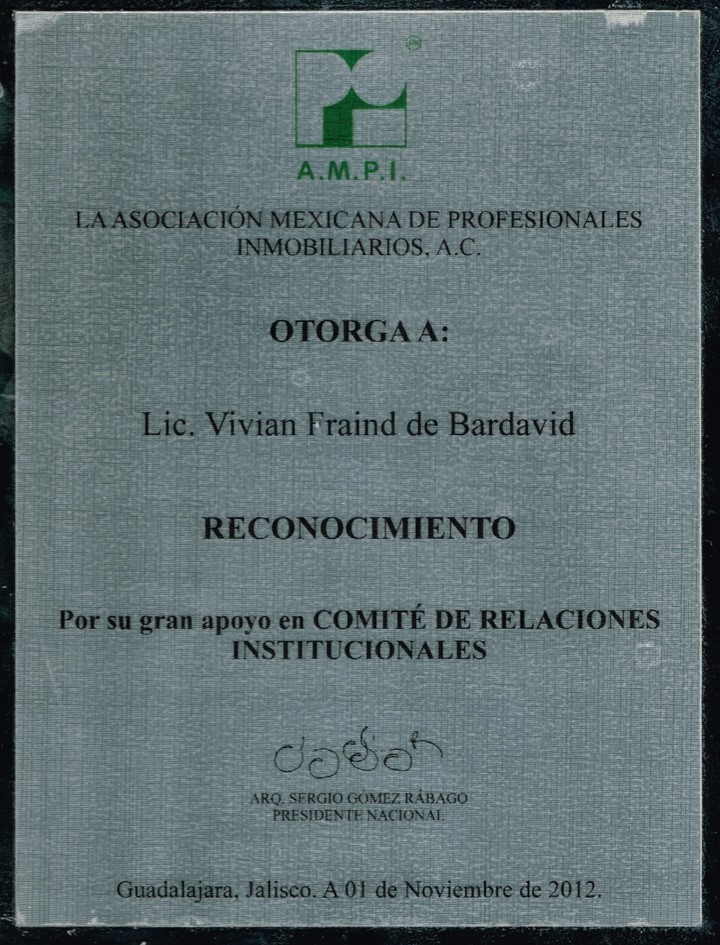 A.M.P.I.
LA ASOCIACIÓN MEXICANA DE PROFESIONALES
INMOBILIARIOS, A.C.
OTORGA A:
Lic. Vivian Fraind de Bardavid
RECONOCIMIENTO
Por su gran apoyo en COMITÉ DE RELACIONES
INSTITUCIONALES
ARQ. SERGIO GÓMEZ RÁBAGO
PRESIDENTE NACIONAL
Guadalajara, Jalisco. A 01 de Noviembre de 2012.